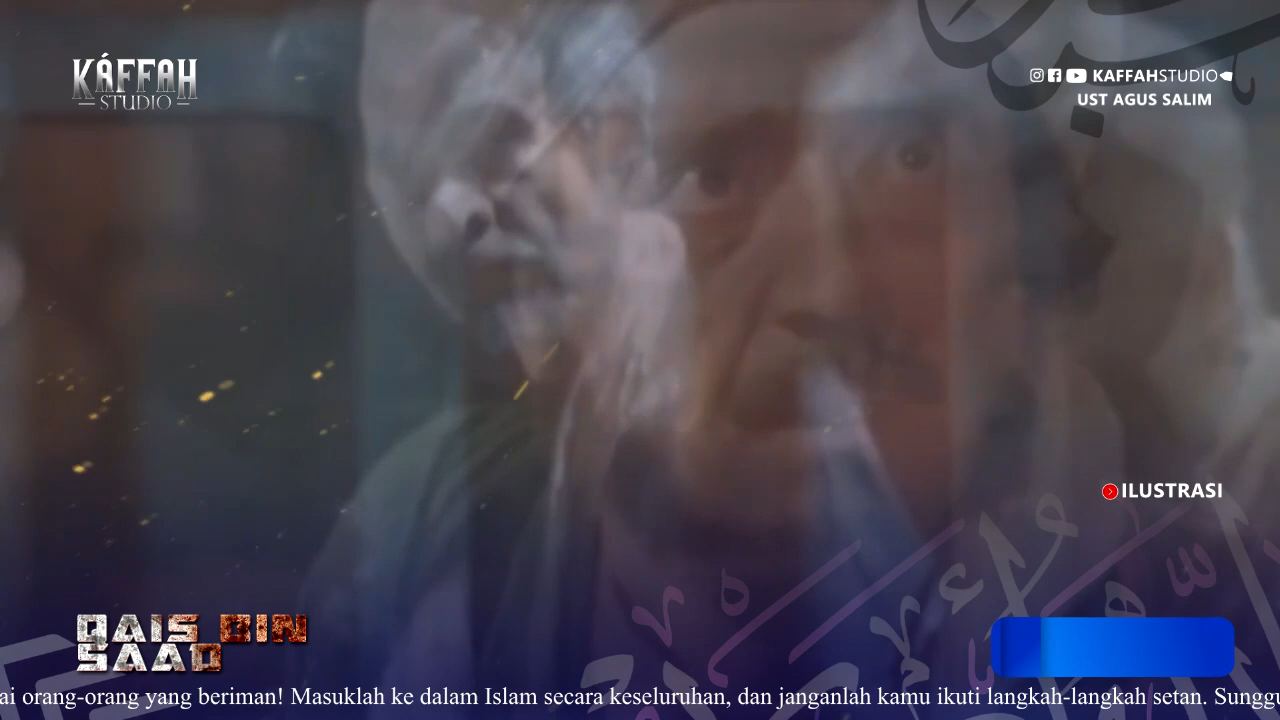 KÁFFAH
STUDIO
KAFFAHSTUDIO
UST AGUS SALIM
ILUSTRASI
QAIS BIN
SAAD
ai orang-orang yang beriman! Masuklah ke dalam Islam secara keseluruhan, dan janganlah kamu ikuti langkah-langkah setan. Sungg